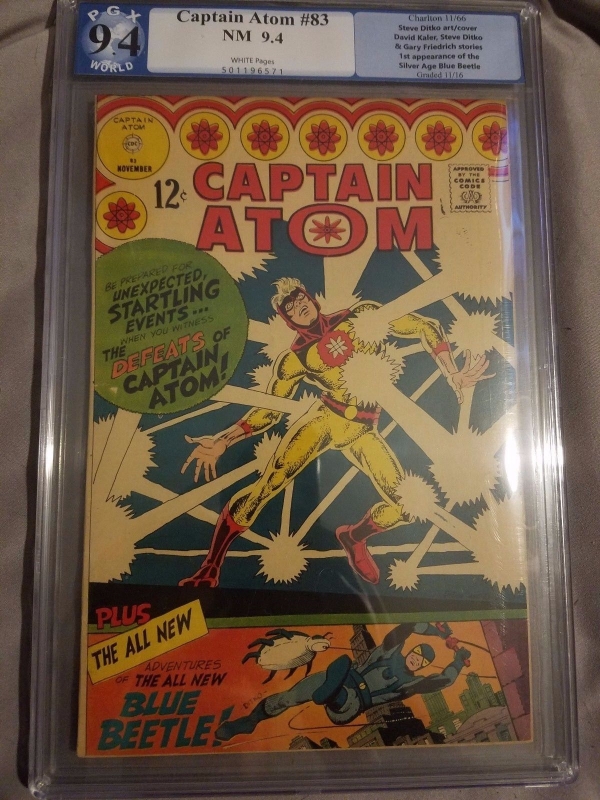 PGX
9.4
WORLD
Captain Atom #83
NM 9.4
WHITE Pages
501196571
Charlton 11/66
Steve Ditko art/cover
David Kaler, Steve Ditko
& Gary Friedrich stories
1st appearance of the
Silver Age Blue Beetle
Graded 11/16
CAPTAIN
ATOM
CDC
83
NOVEMBER
12¢
CAPTAIN
ATOM
APPROVED
BY THE
COMICS
CODE
AUTHORITY
BE PREPARED FOR
UNEXPECTED,
STARTLING
EVENTS...
WHEN YOU WITNESS
THE DEFEATS OF
CAPTAIN
ATOM!
PLUS
THE ALL NEW
ADVENTURES
OF THE ALL NEW
BLUE
BEETLE!